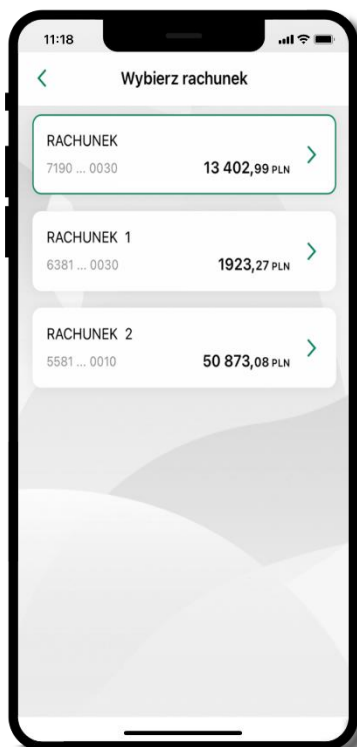 11:18
Wybierz rachunek
RACHUNEK
7190 ... 0030 13 402,99 PLN
RACHUNEK 1
6381 ... 0030 1923,27 PLN
RACHUNEK 2
5581 ... 0010 50 873,08 PLN